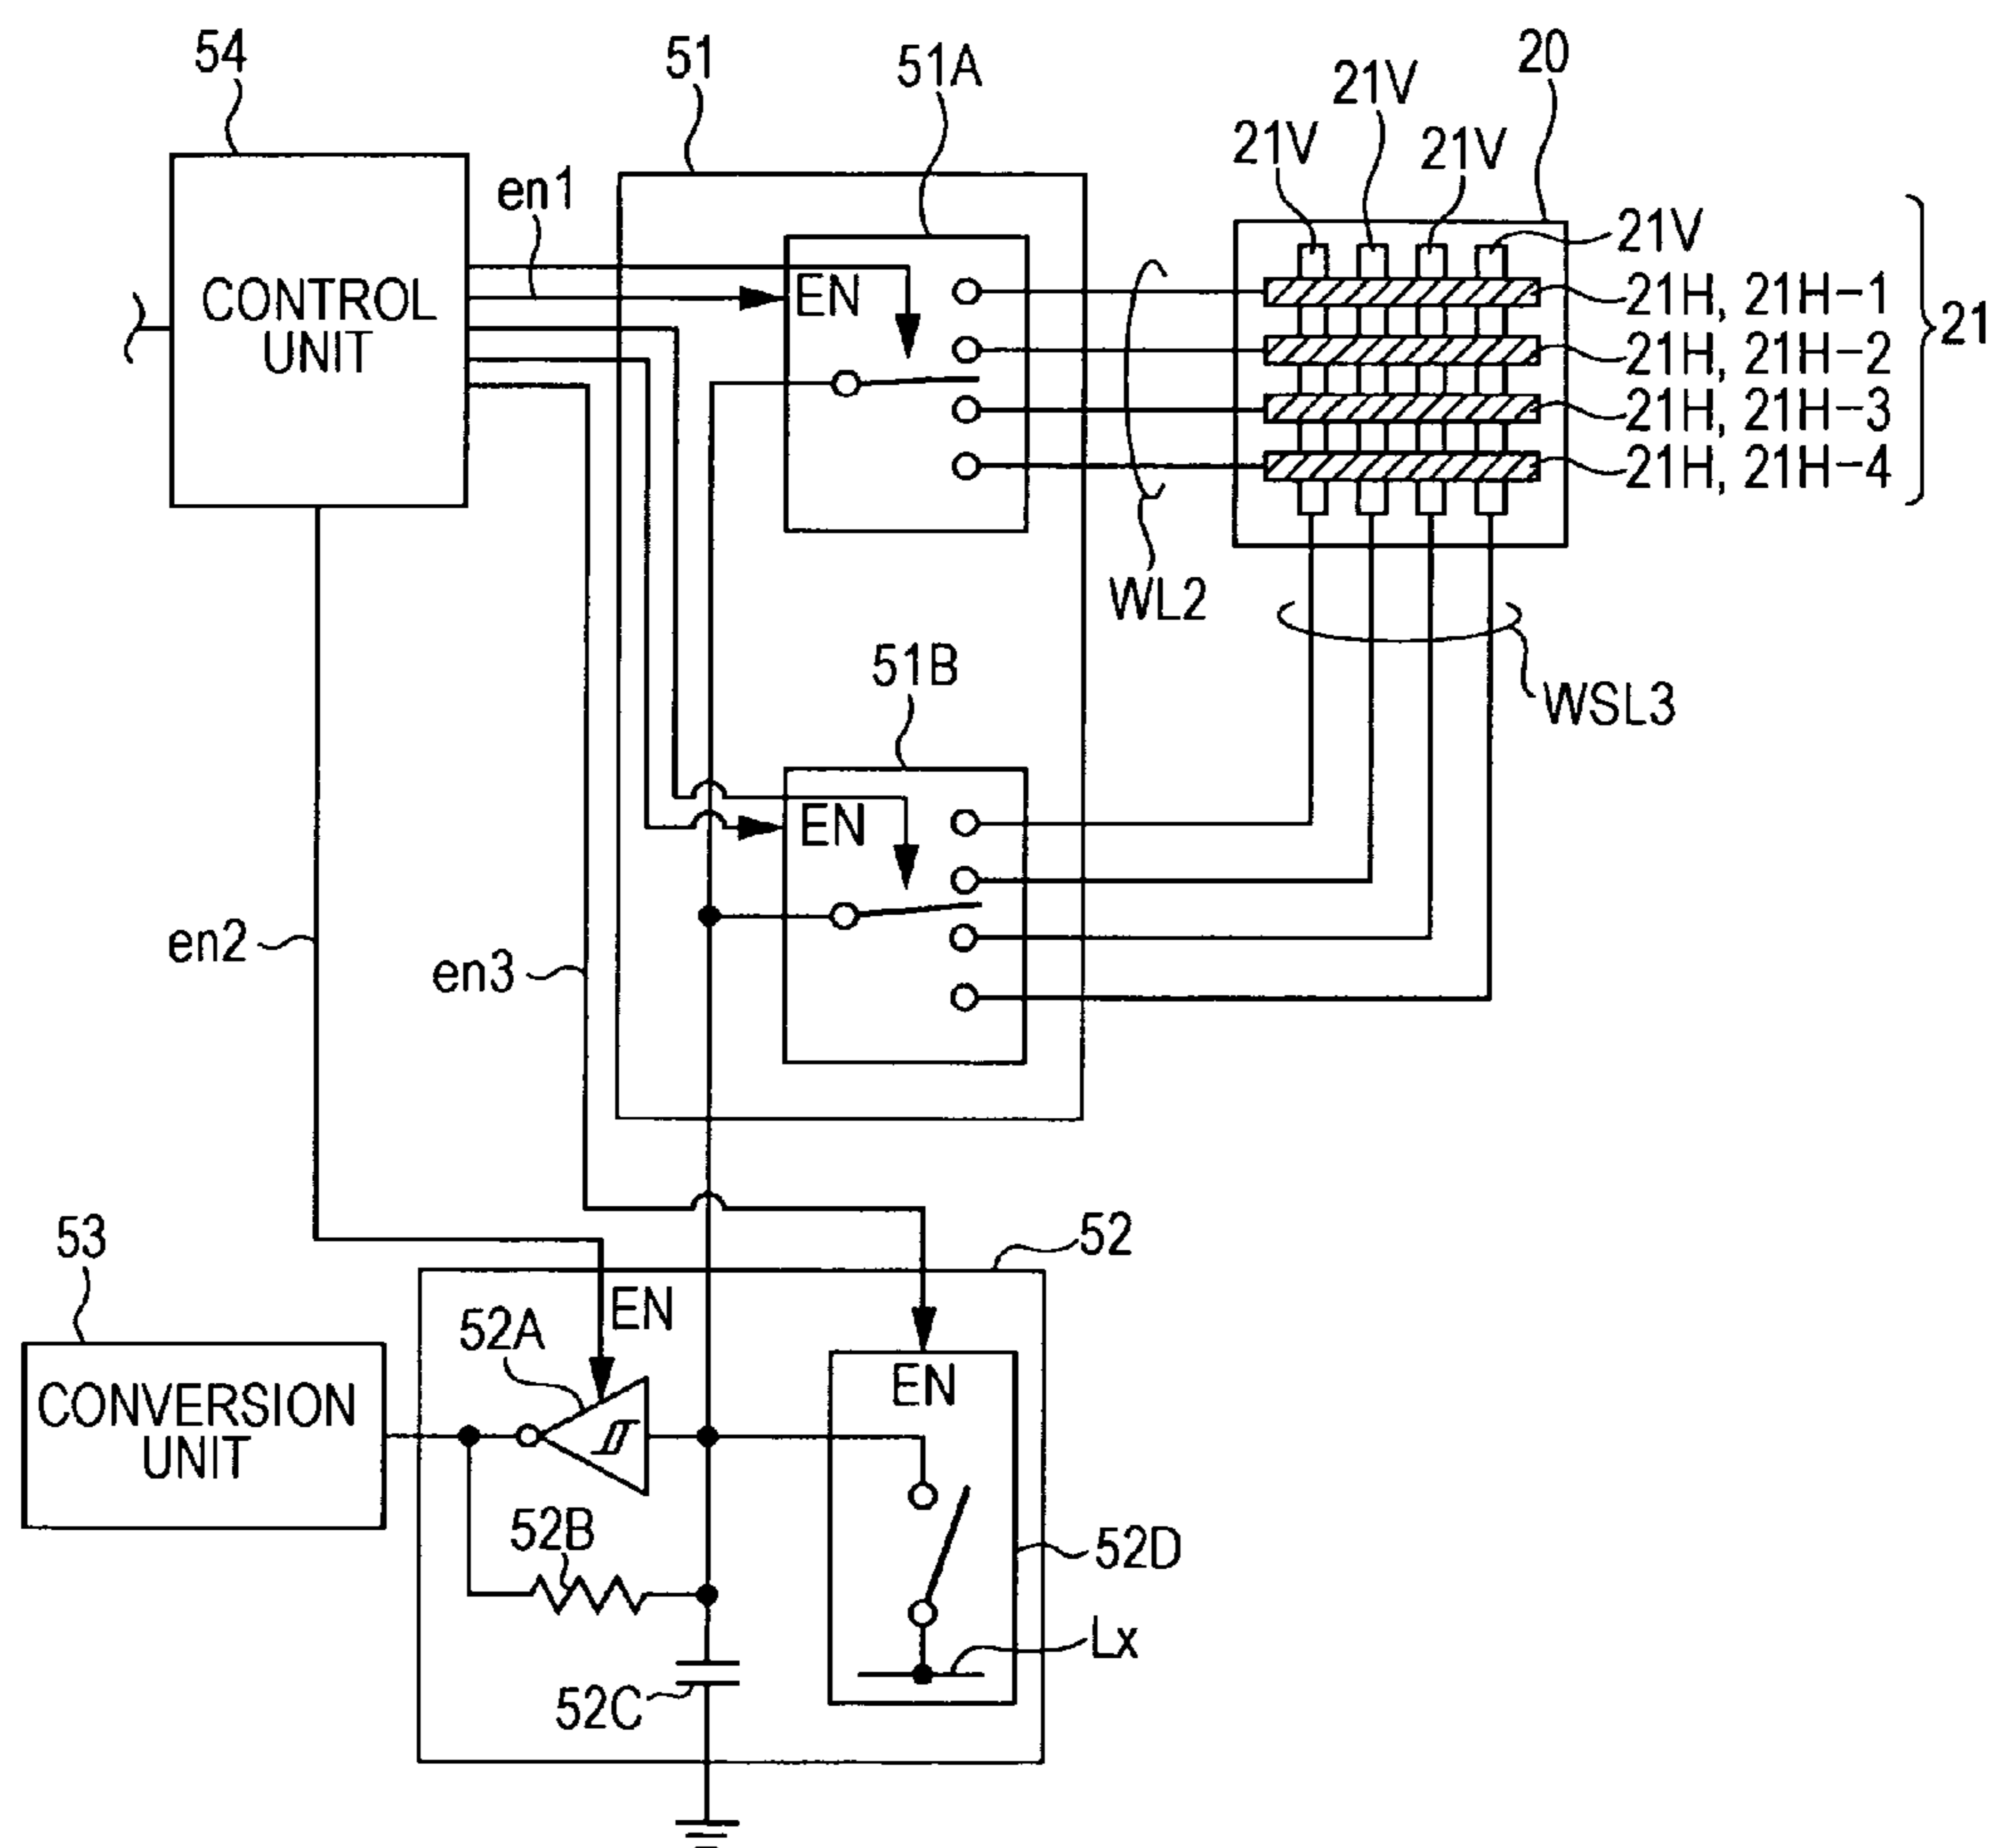 54
51
51A
20
21V
21V
21V
21V
en1
CONTROL
UNIT
EN
21H, 21H-1
21H, 21H-2
21H, 21H-3
21H, 21H-4
21
WL2
WSL3
51B
EN
en2
en3
53
52
52A
EN
EN
CONVERSION
UNIT
52B
52D
Lx
52C